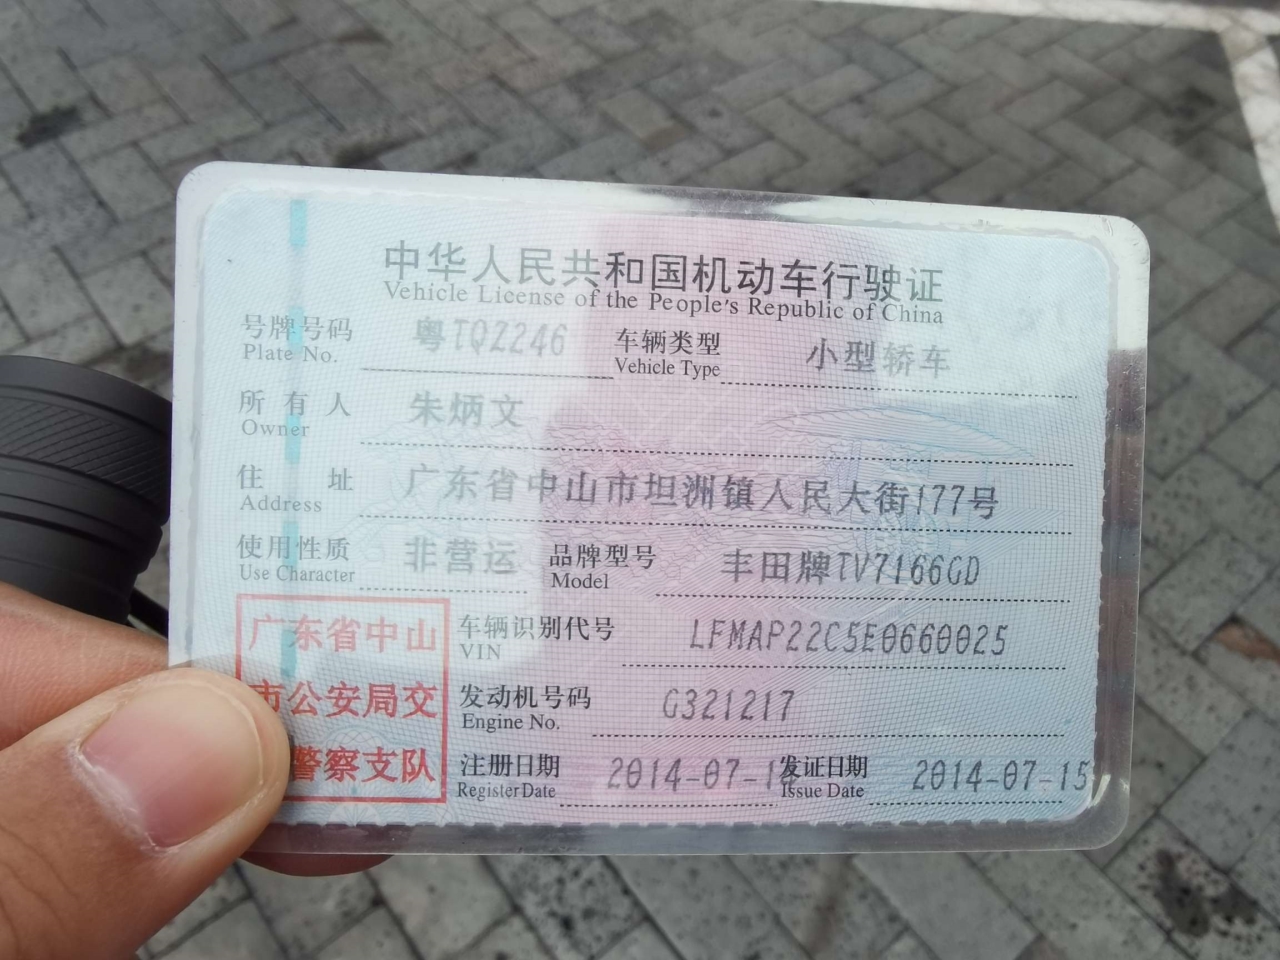 中华人民共和国机动车行驶证
Vehicle License of the People's Republic of China
号牌号码 粤TQZ246 车辆类型 小型轿车
Plate No. Vehicle Type
所有人 朱炳文
Owner
住址 广东省中山市坦洲镇人民大街177号
Address
使用性质 非营运 品牌型号 丰田牌TV7166GD
Use Character Model
广东省中山
市公安局交
警察支队
车辆识别代号 LFMAP22C5E0660025
VIN
发动机号码 G321217
Engine No.
注册日期 2014-07-14 发证日期 2014-07-15
Register Date Issue Date